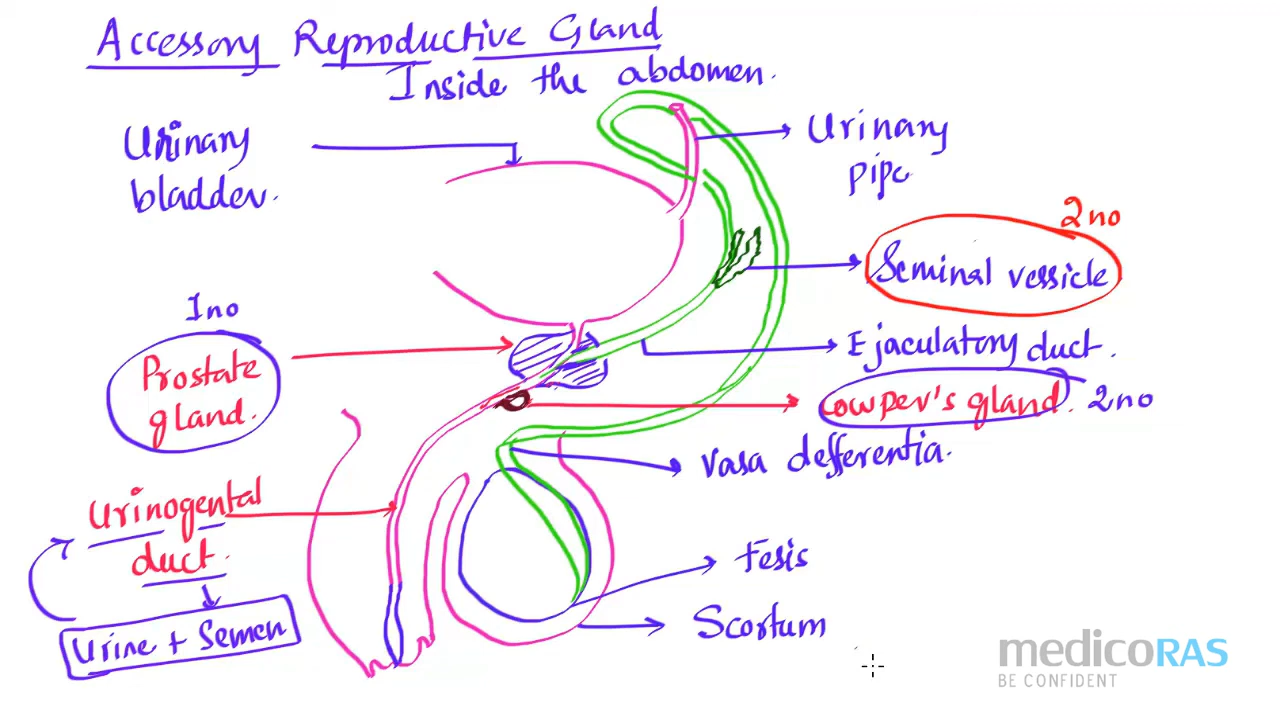 Accessory Reproductive Gland
Inside the abdomen.
Urinary
bladder.
Urinary
pipe
2no
Seminal vessicle
1no
Prostate
gland.
Ejaculatory duct.
Cowper's gland. 2no
Vasa defferentia.
Urinogental
duct.
Urine + Semen
Tesis
Scortum
medicoRAS
BE CONFIDENT